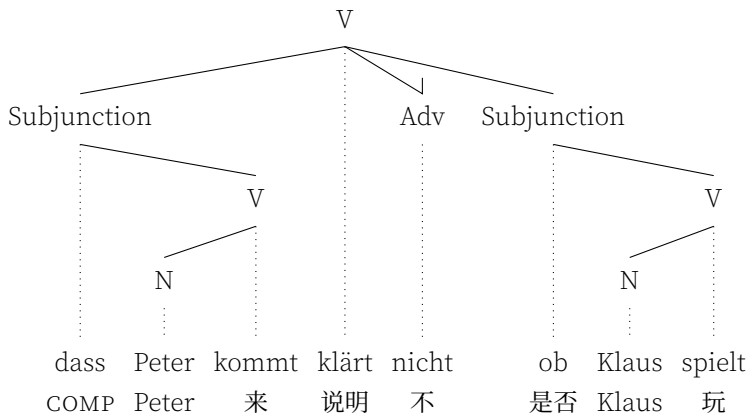 V
Subjunction Adv Subjunction
V V
N N
dass Peter kommt klärt nicht ob Klaus spielt
COMP Peter 来 说明 不 是否 Klaus 玩